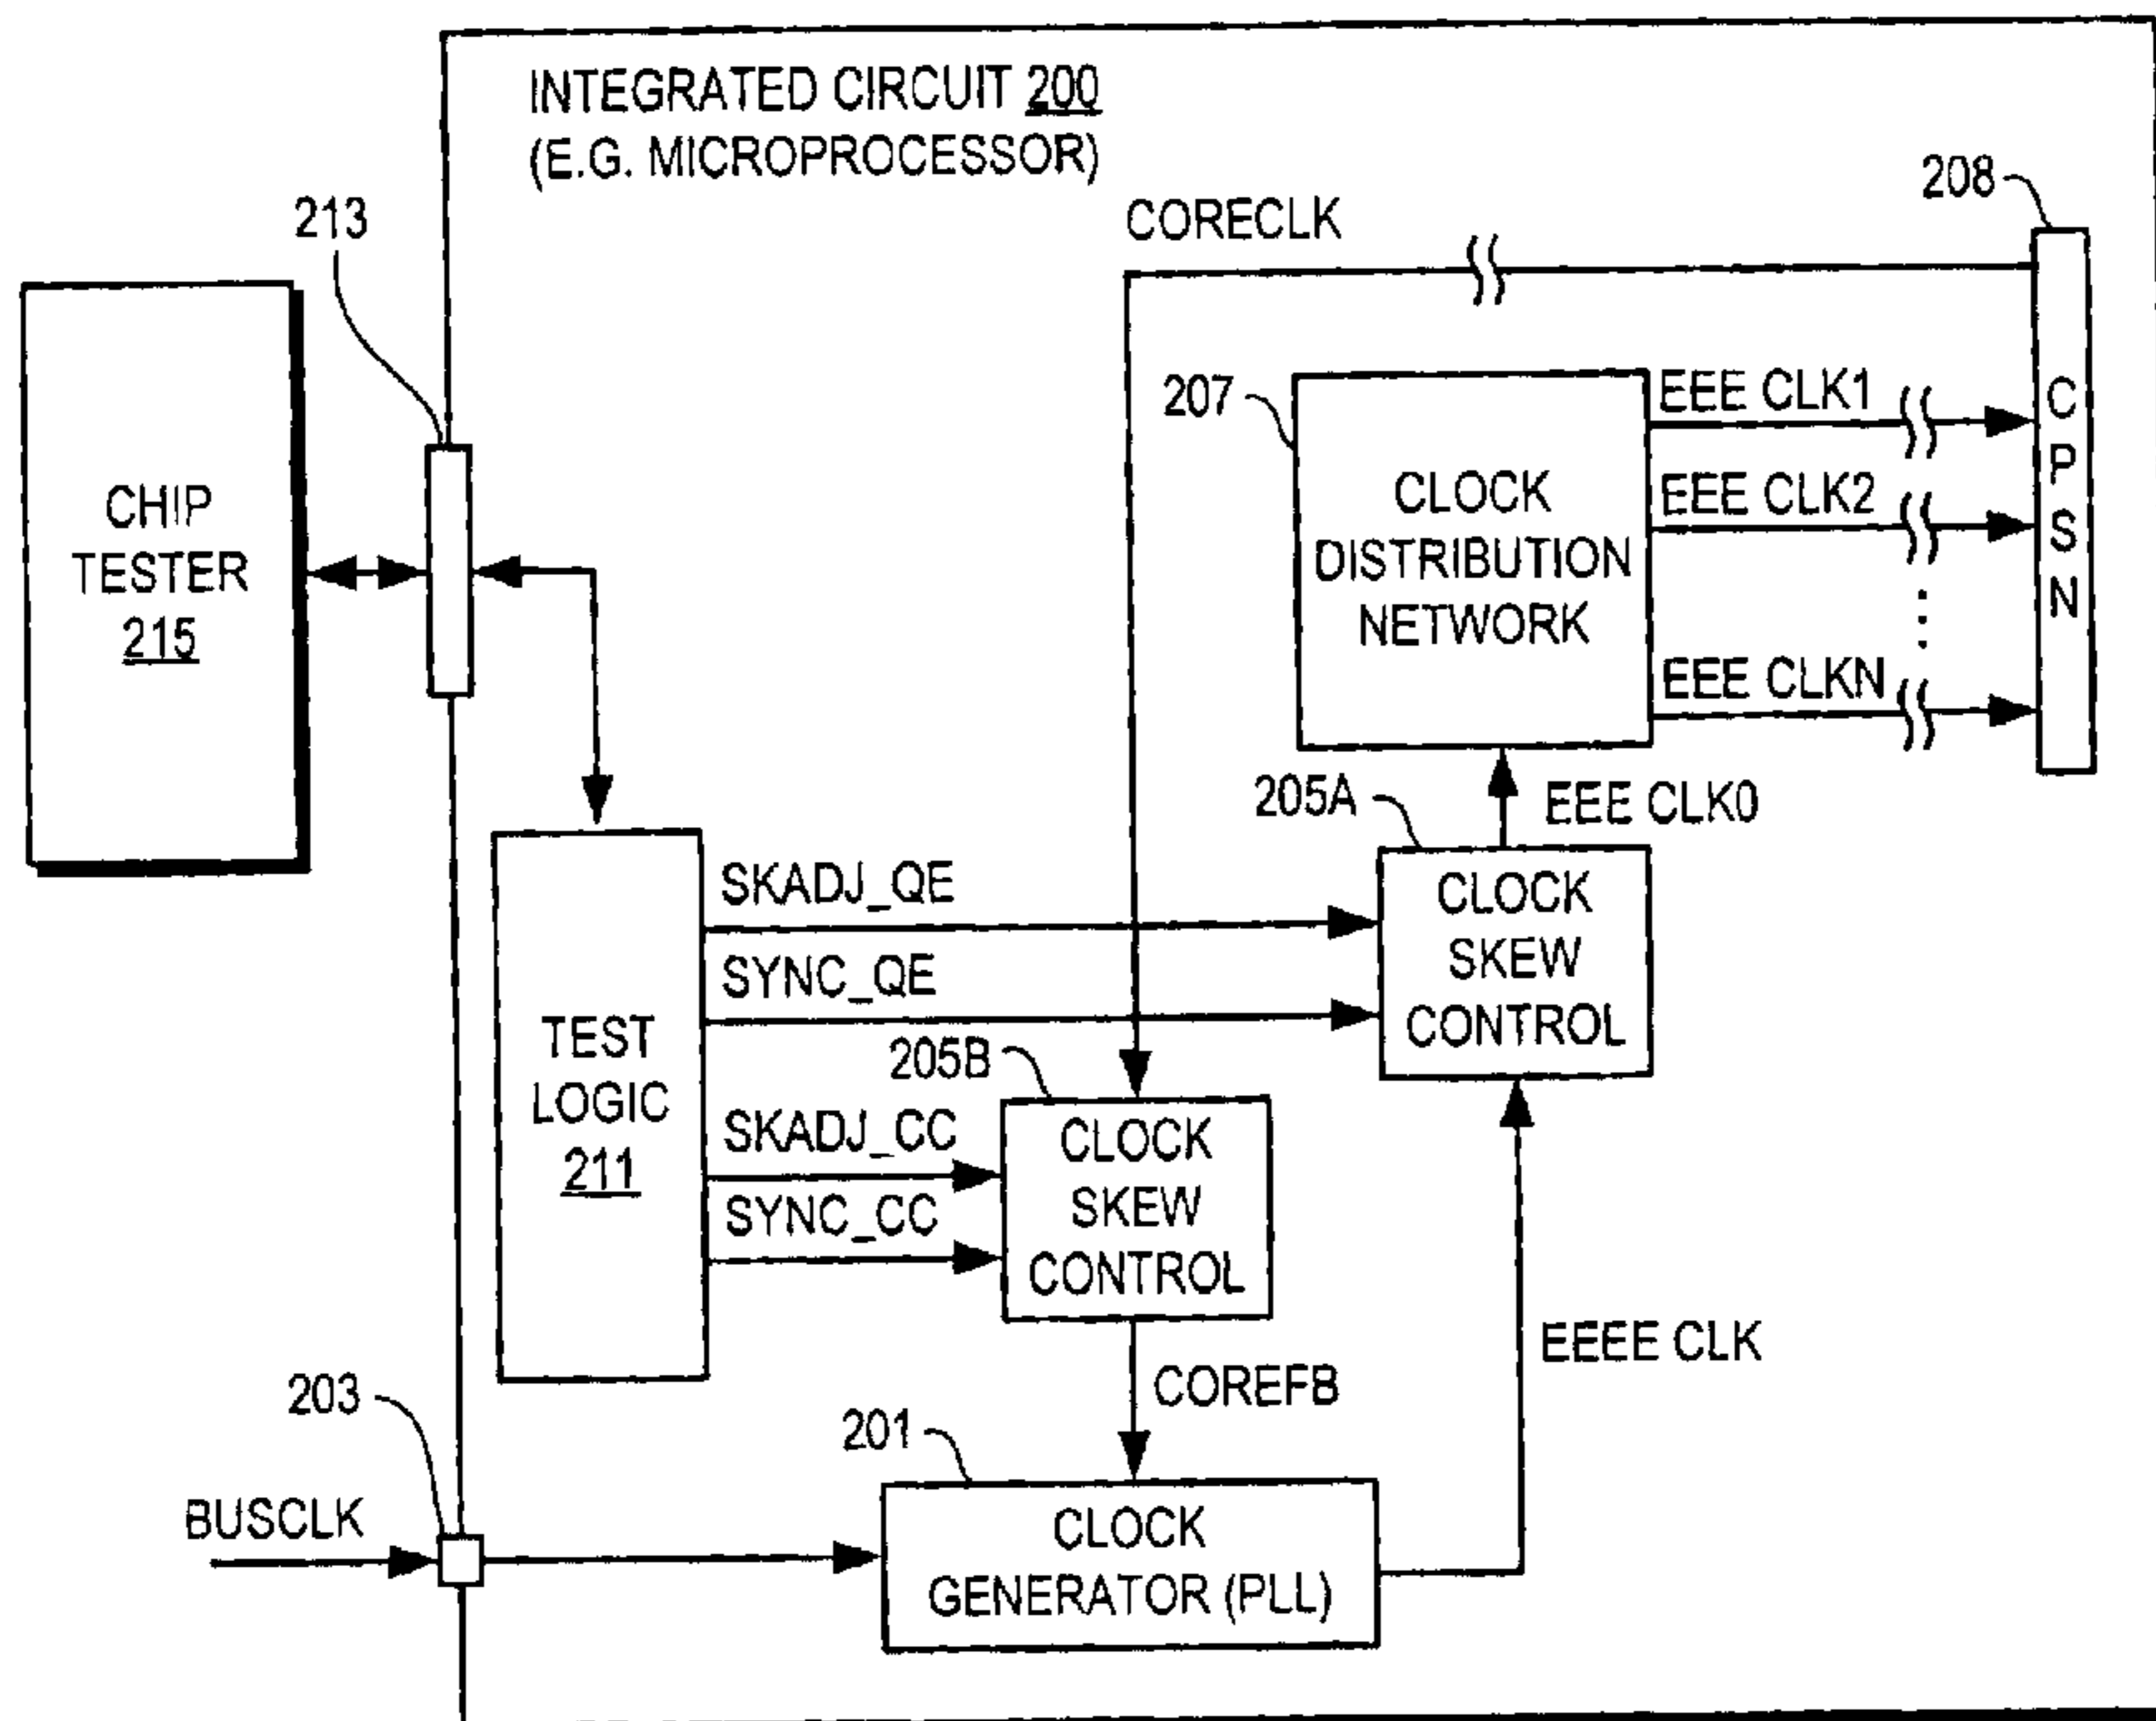 INTEGRATED CIRCUIT 200
(E.G. MICROPROCESSOR)
208
213
CORECLK
CHIP
TESTER
215
207
CLOCK
DISTRIBUTION
NETWORK
EEE CLK1
EEE CLK2
EEE CLKN
C
P
S
N
205A
EEE CLK0
CLOCK
SKEW
CONTROL
SKADJ_QE
SYNC_QE
TEST
LOGIC
211
205B
SKADJ_CC
SYNC_CC
CLOCK
SKEW
CONTROL
EEEE CLK
COREFB
203
201
BUSCLK
CLOCK
GENERATOR (PLL)